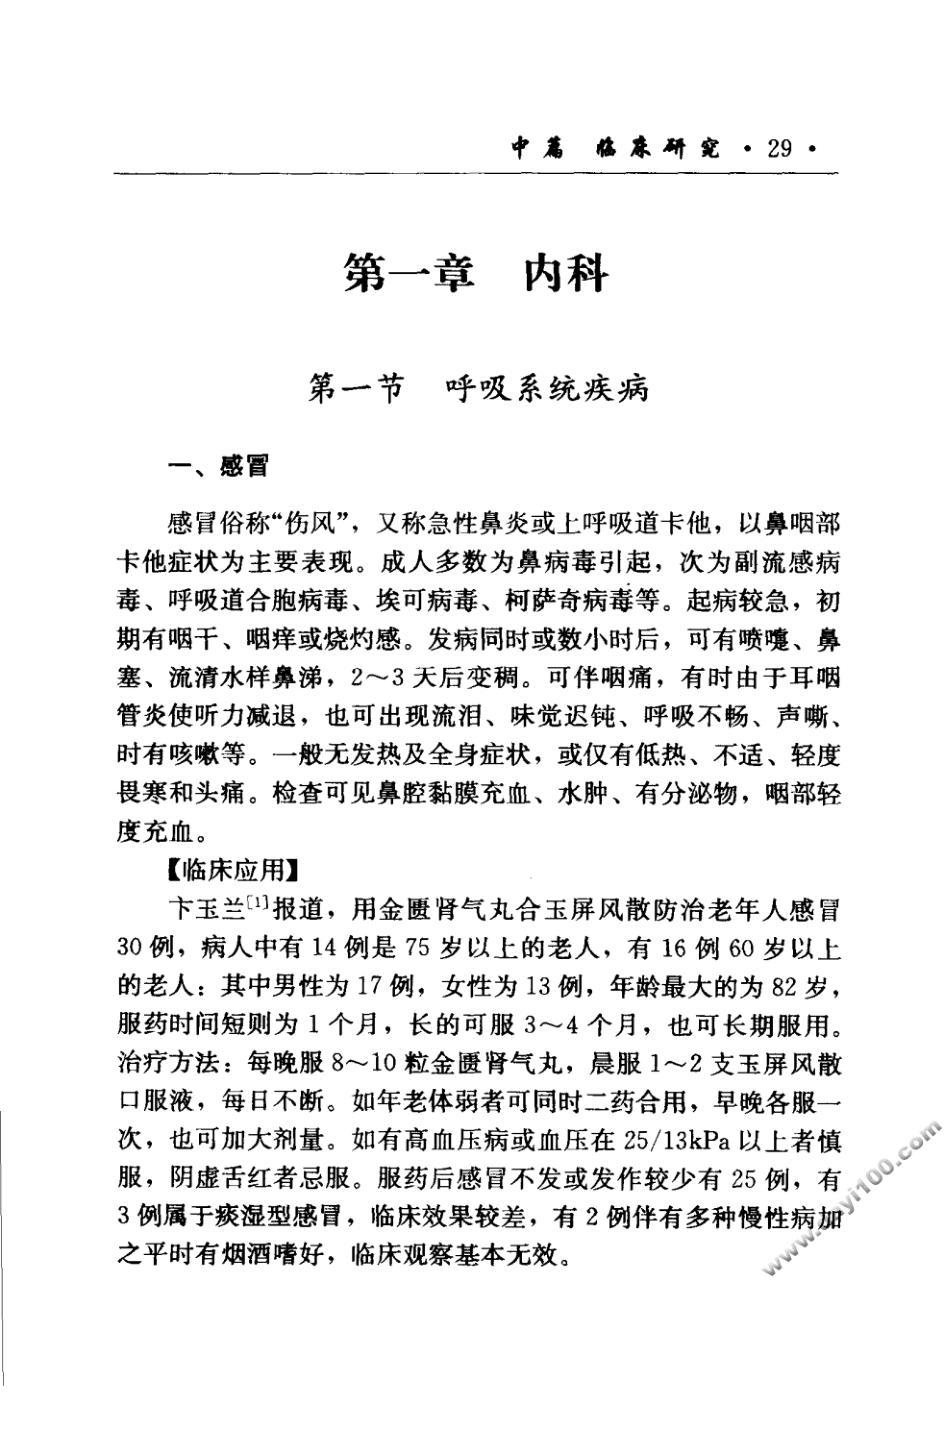 中篇 临床研究 · 29 ·
第一章 内科
第一节 呼吸系统疾病
一、感冒
感冒俗称“伤风”，又称急性鼻炎或上呼吸道卡他，以鼻咽部
卡他症状为主要表现。成人多数为鼻病毒引起，次为副流感病
毒、呼吸道合胞病毒、埃可病毒、柯萨奇病毒等。起病较急，初
期有咽干、咽痒或烧灼感。发病同时或数小时后，可有喷嚏、鼻
塞、流清水样鼻涕，2～3 天后变稠。可伴咽痛，有时由于耳咽
管炎使听力减退，也可出现流泪、味觉迟钝、呼吸不畅、声嘶、
时有咳嗽等。一般无发热及全身症状，或仅有低热、不适、轻度
畏寒和头痛。检查可见鼻腔黏膜充血、水肿、有分泌物，咽部轻
度充血。
【临床应用】
卞玉兰[1]报道，用金匮肾气丸合玉屏风散防治老年人感冒
30 例，病人中有 14 例是 75 岁以上的老人，有 16 例 60 岁以上
的老人：其中男性为 17 例，女性为 13 例，年龄最大的为 82 岁，
服药时间短则为 1 个月，长的可服 3～4 个月，也可长期服用。
治疗方法：每晚服 8～10 粒金匮肾气丸，晨服 1～2 支玉屏风散
口服液，每日不断。如年老体弱者可同时二药合用，早晚各服一
次，也可加大剂量。如有高血压病或血压在 25/13kPa 以上者慎
服，阴虚舌红者忌服。服药后感冒不发或发作较少有 25 例，有
3 例属于痰湿型感冒，临床效果较差，有 2 例伴有多种慢性病加
之平时有烟酒嗜好，临床观察基本无效。